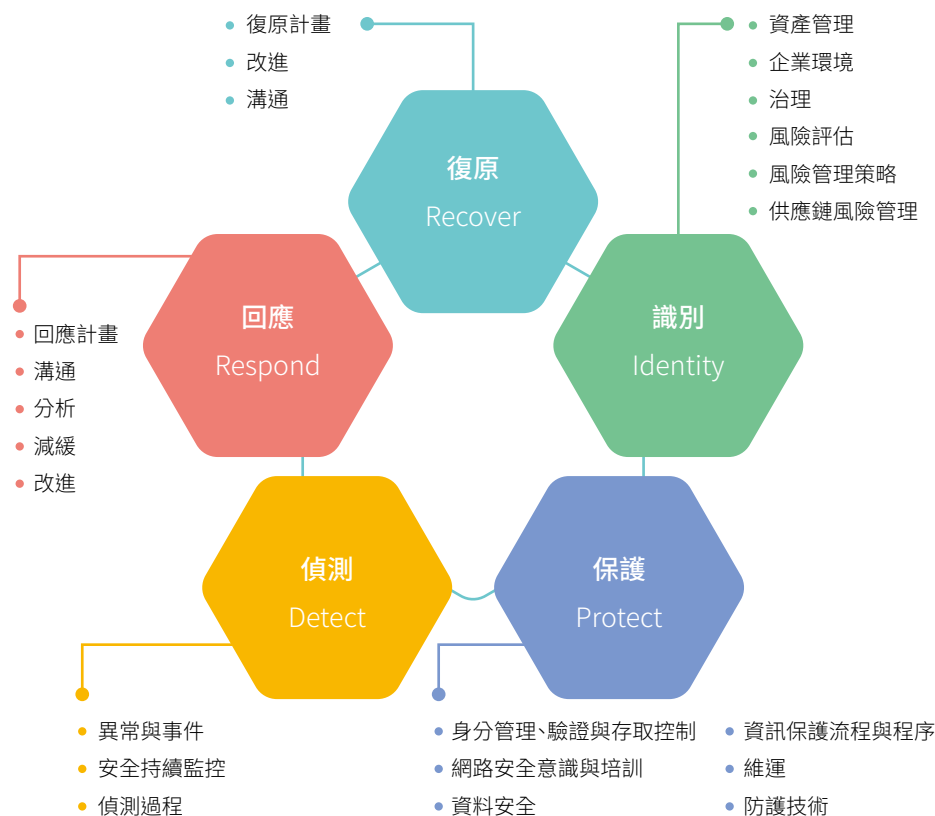 復原計畫
改進
溝通
復原
Recover
資產管理
企業環境
治理
風險評估
風險管理策略
供應鏈風險管理
識別
Identity
回應
Respond
回應計畫
溝通
分析
減緩
改進
偵測
Detect
異常與事件
安全持續監控
偵測過程
保護
Protect
身分管理、驗證與存取控制
網路安全意識與培訓
資料安全
資訊保護流程與程序
維運
防護技術